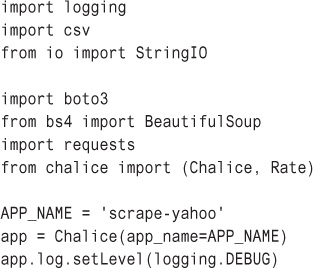 import logging
import csv
from io import StringIO
import boto3
from bs4 import BeautifulSoup
import requests
from chalice import (Chalice, Rate)
APP_NAME = 'scrape-yahoo'
app = Chalice(app_name=APP_NAME)
app.log.setLevel(logging.DEBUG)